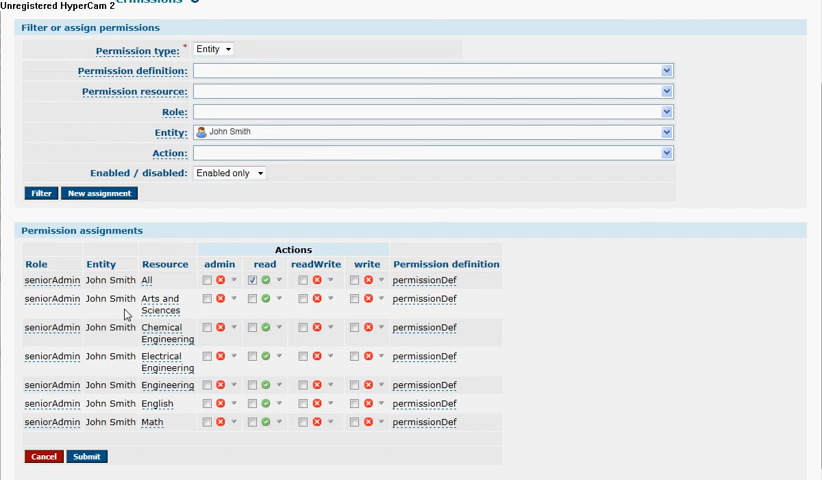 Unregistered HyperCam 2
Filter or assign permissions
Permission type: * Entity
Permission definition:
Permission resource:
Role:
Entity: John Smith
Action:
Enabled / disabled: Enabled only
Filter New assignment
Permission assignments
Actions
Role Entity Resource admin read readWrite write Permission definition
seniorAdmin John Smith All permissionDef
seniorAdmin John Smith Arts and Sciences permissionDef
seniorAdmin John Smith Chemical Engineering permissionDef
seniorAdmin John Smith Electrical Engineering permissionDef
seniorAdmin John Smith Engineering permissionDef
seniorAdmin John Smith English permissionDef
seniorAdmin John Smith Math permissionDef
Cancel Submit